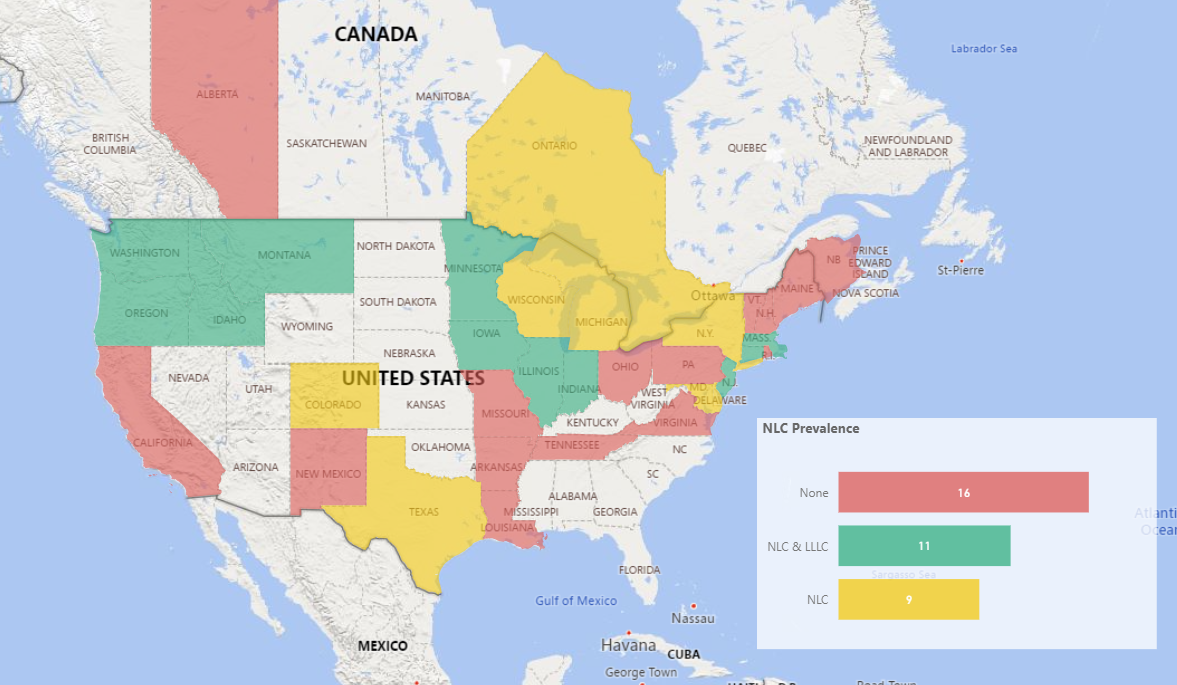 CANADA
Labrador Sea
ALBERTA
MANITOBA
BRITISH
COLUMBIA
SASKATCHEWAN
ONTARIO
QUEBEC
NEWFOUNDLAND
AND LABRADOR
WASHINGTON
MONTANA
NORTH DAKOTA
MINNESOTA
NB
PRINCE
EDWARD
ISLAND
St-Pierre
MAINE
NOVA SCOTIA
Ottawa
VT.
N.H.
OREGON
IDAHO
WYOMING
SOUTH DAKOTA
WISCONSIN
MICHIGAN
IOWA
N.Y.
MASS.
R.I.
NEBRASKA
NEVADA
UTAH
UNITED STATES
ILLINOIS
INDIANA
OHIO
PA
N.J.
MD
DELAWARE
COLORADO
KANSAS
MISSOURI
WEST
VIRGINIA
KENTUCKY
VIRGINIA
CALIFORNIA
OKLAHOMA
TENNESSEE
NC
ARIZONA
NEW MEXICO
ARKANSAS
SC
TEXAS
ALABAMA
MISSISSIPPI
GEORGIA
LOUISIANA
FLORIDA
Gulf of Mexico
Nassau
MEXICO
Havana
CUBA
George Town
NLC Prevalence
None
16
NLC & LLLC
11
Sargasso Sea
NLC
9